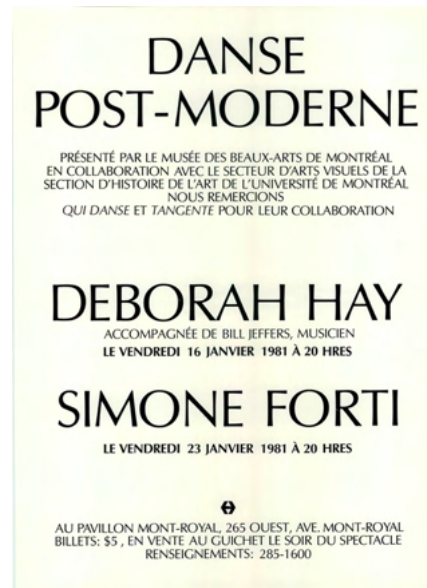 DANSE
POST-MODERNE
PRÉSENTÉ PAR LE MUSÉE DES BEAUX-ARTS DE MONTRÉAL
EN COLLABORATION AVEC LE SECTEUR D'ARTS VISUELS DE LA
SECTION D'HISTOIRE DE L'ART DE L'UNIVERSITÉ DE MONTRÉAL
NOUS REMERCIONS
QUI DANSE ET TANGENTE POUR LEUR COLLABORATION
DEBORAH HAY
ACCOMPAGNÉE DE BILL JEFFERS, MUSICIEN
LE VENDREDI 16 JANVIER 1981 À 20 HRES
SIMONE FORTI
LE VENDREDI 23 JANVIER 1981 À 20 HRES
AU PAVILLON MONT-ROYAL, 265 OUEST, AVE. MONT-ROYAL
BILLETS: $5 , EN VENTE AU GUICHET LE SOIR DU SPECTACLE
RENSEIGNEMENTS: 285-1600